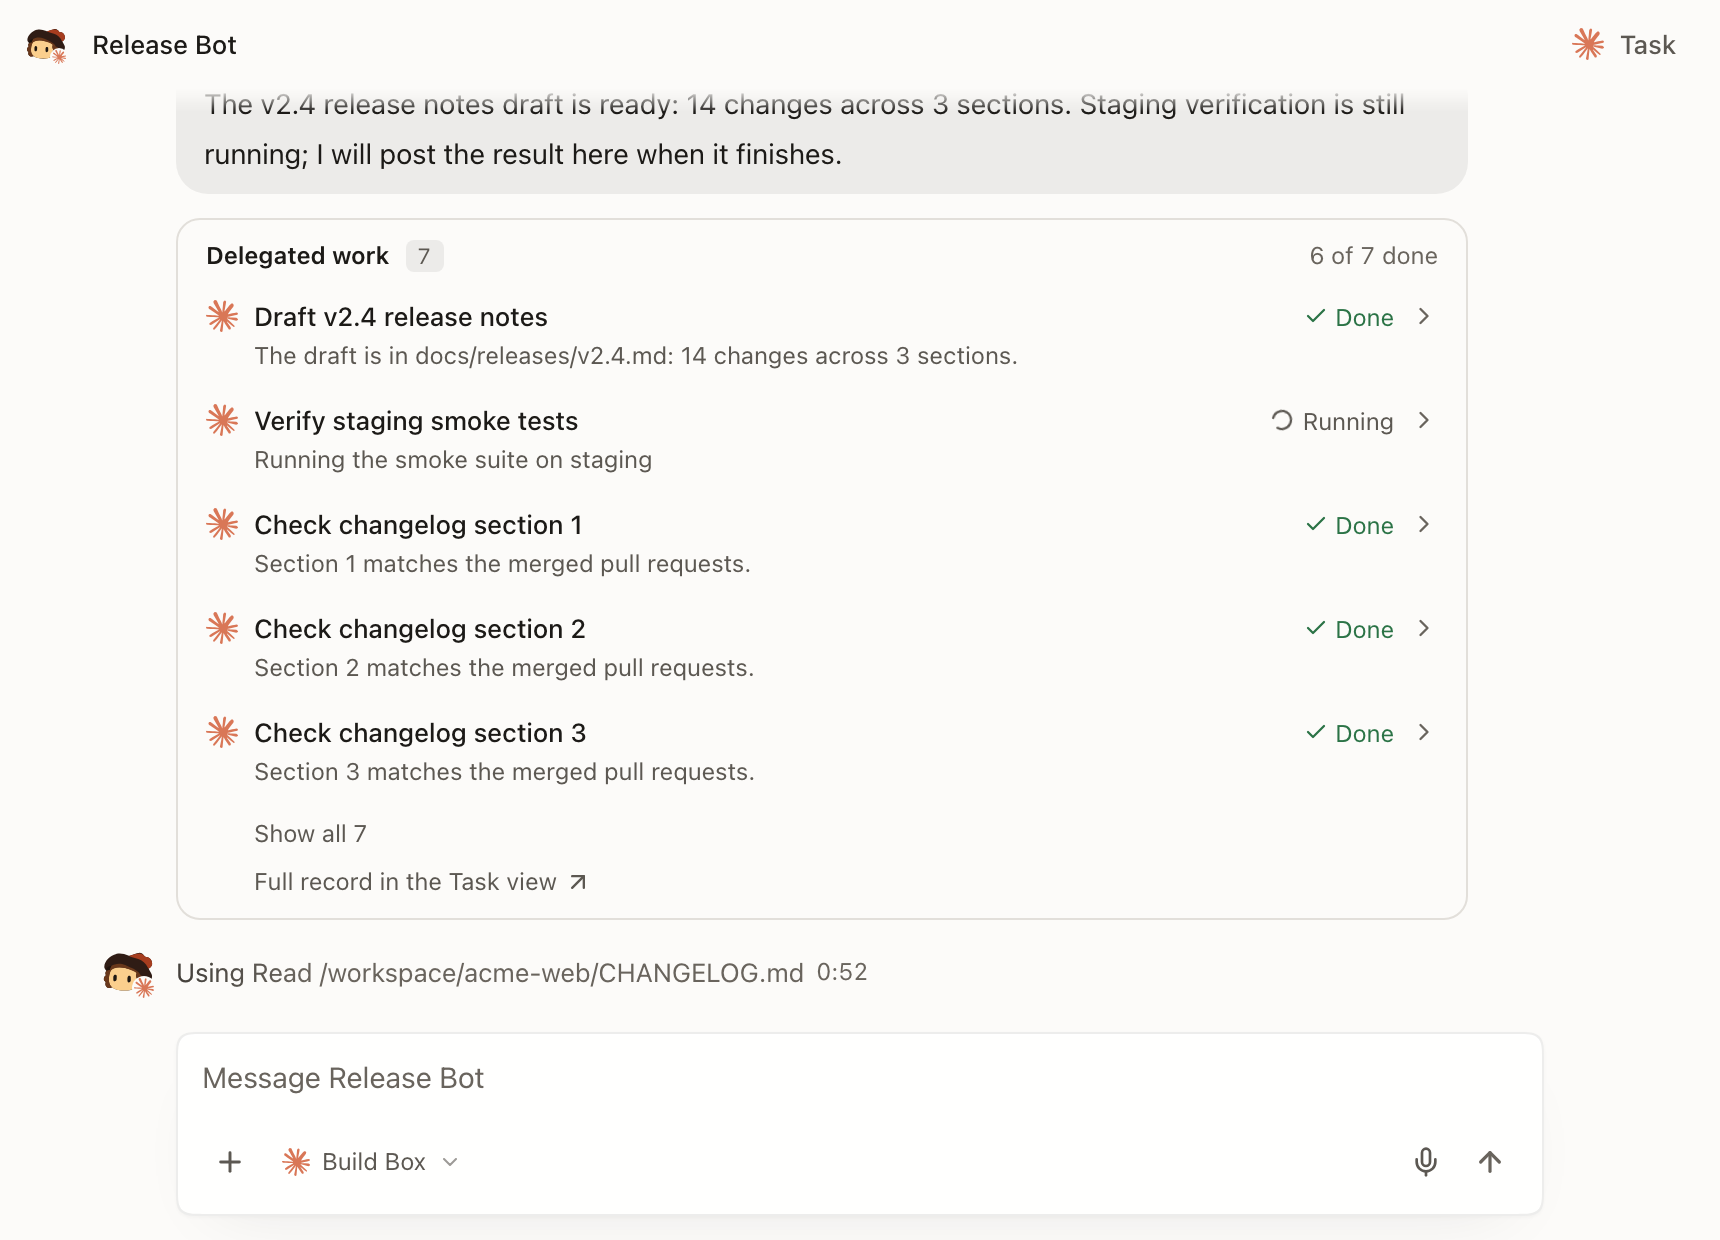 Release Bot
Task
The v2.4 release notes draft is ready: 14 changes across 3 sections. Staging verification is still
running; I will post the result here when it finishes.
Delegated work 7
6 of 7 done
Draft v2.4 release notes
Done
The draft is in docs/releases/v2.4.md: 14 changes across 3 sections.
Verify staging smoke tests
Running
Running the smoke suite on staging
Check changelog section 1
Done
Section 1 matches the merged pull requests.
Check changelog section 2
Done
Section 2 matches the merged pull requests.
Check changelog section 3
Done
Section 3 matches the merged pull requests.
Show all 7
Full record in the Task view
Using Read /workspace/acme-web/CHANGELOG.md 0:52
Message Release Bot
Build Box